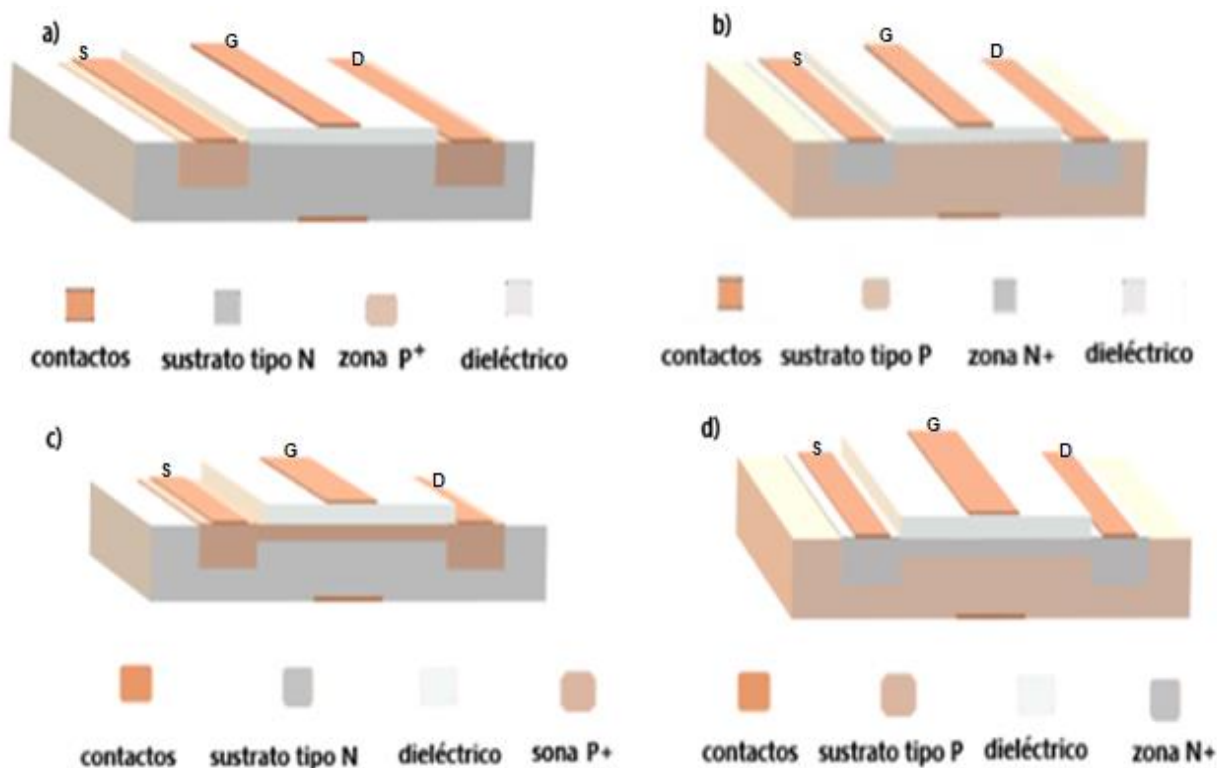 a)
S
G
D
contactos
sustrato tipo N
zona P+
dieléctrico
b)
S
G
D
contactos
sustrato tipo P
zona N+
dieléctrico
c)
S
G
D
contactos
sustrato tipo N
dieléctrico
sona P+
d)
S
G
D
contactos
sustrato tipo P
dieléctrico
zona N+